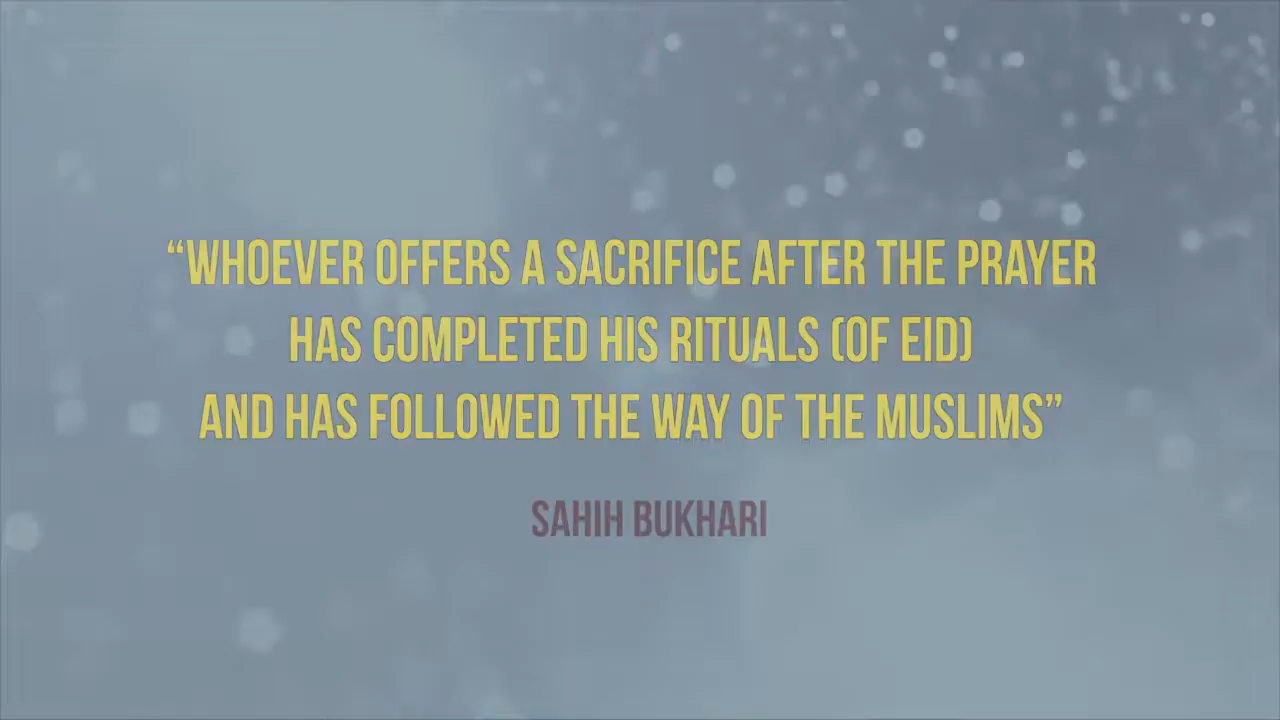 “WHOEVER OFFERS A SACRIFICE AFTER THE PRAYER
HAS COMPLETED HIS RITUALS (OF EID)
AND HAS FOLLOWED THE WAY OF THE MUSLIMS”
SAHIH BUKHARI